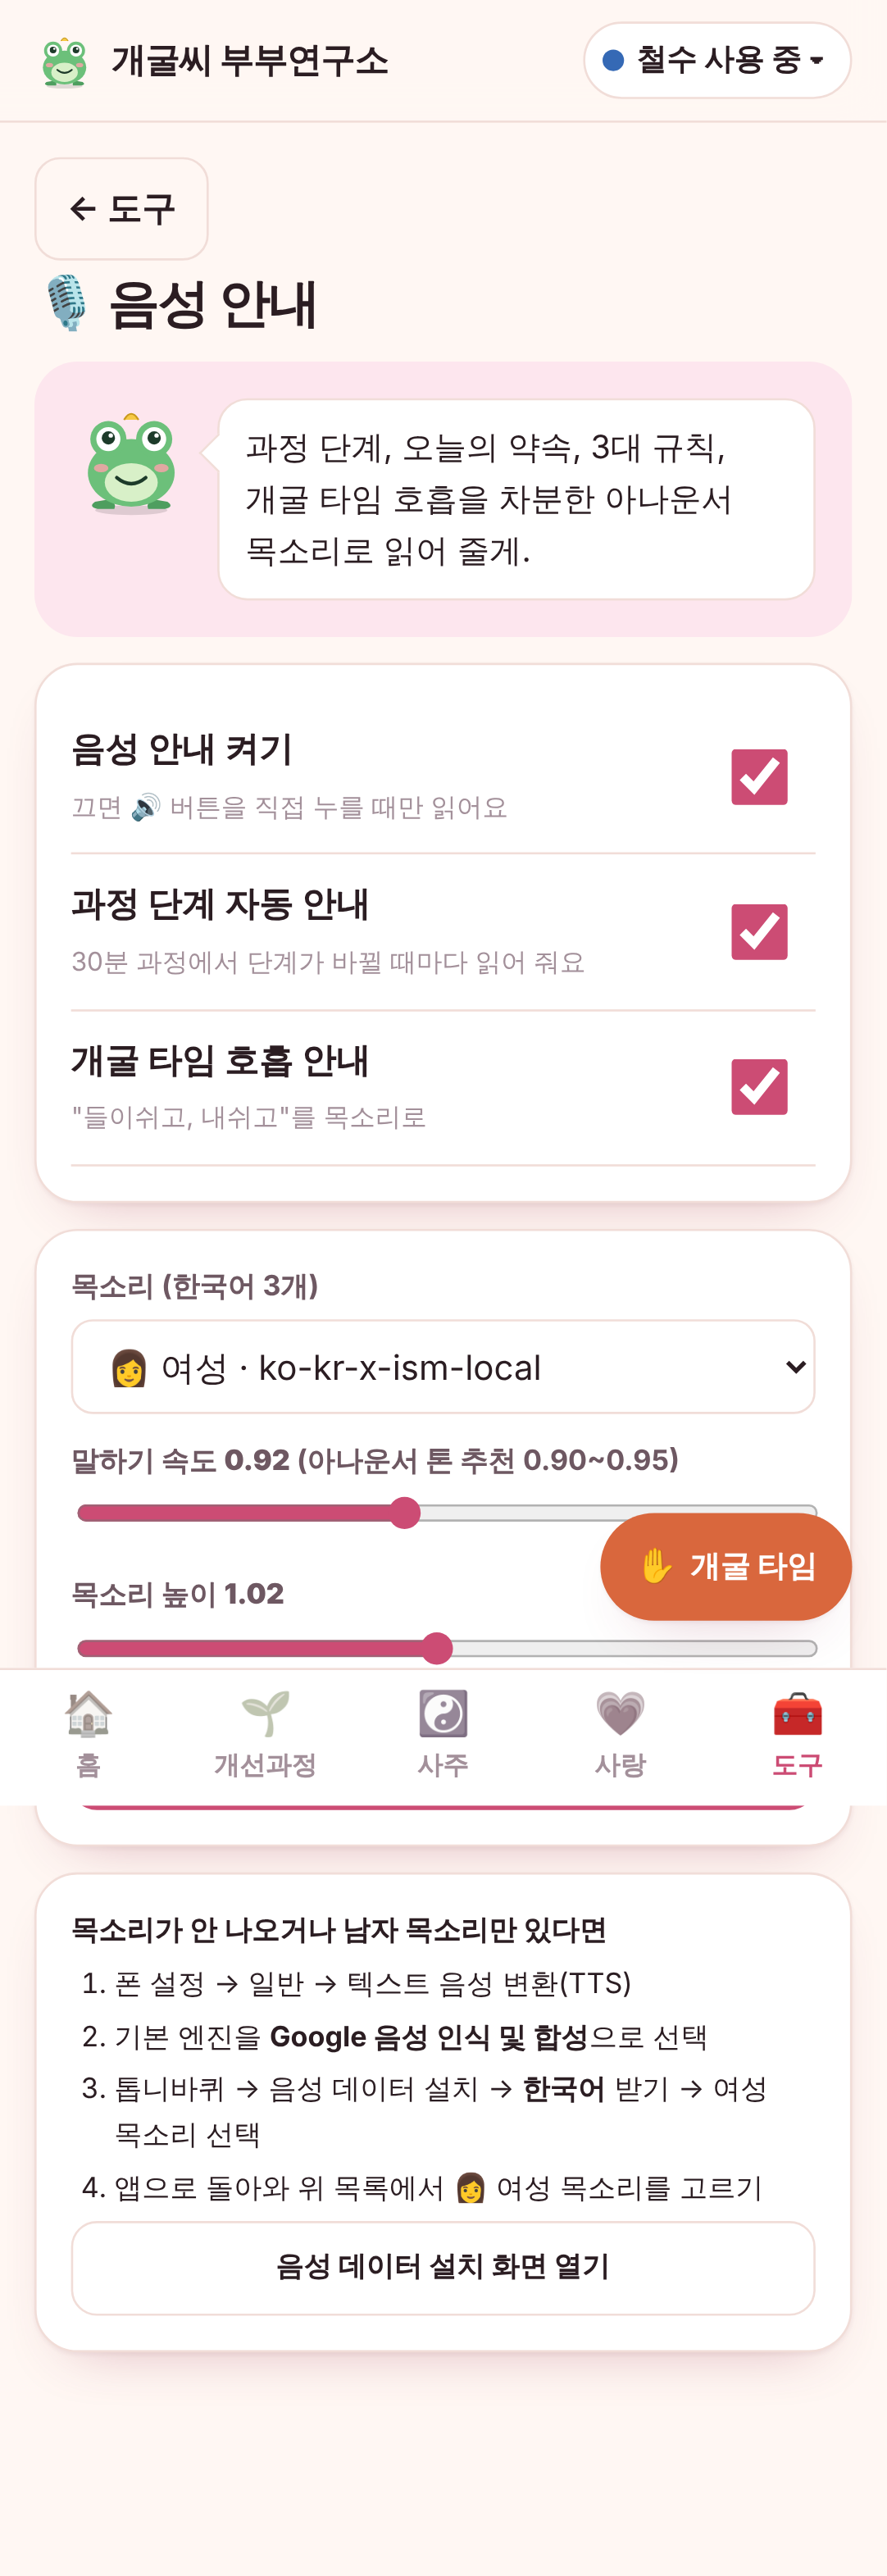 개굴씨 부부연구소
철수 사용 중
← 도구
음성 안내
과정 단계, 오늘의 약속, 3대 규칙,
개굴 타임 호흡을 차분한 아나운서
목소리로 읽어 줄게.
음성 안내 켜기
끄면 🔊 버튼을 직접 누를 때만 읽어요
과정 단계 자동 안내
30분 과정에서 단계가 바뀔 때마다 읽어 줘요
개굴 타임 호흡 안내
"들이쉬고, 내쉬고"를 목소리로
목소리 (한국어 3개)
👩 여성 · ko-kr-x-ism-local
말하기 속도 0.92 (아나운서 톤 추천 0.90~0.95)
✋ 개굴 타임
목소리 높이 1.02
홈
개선과정
사주
사랑
도구
목소리가 안 나오거나 남자 목소리만 있다면
1. 폰 설정 → 일반 → 텍스트 음성 변환(TTS)
2. 기본 엔진을 Google 음성 인식 및 합성으로 선택
3. 톱니바퀴 → 음성 데이터 설치 → 한국어 받기 → 여성
목소리 선택
4. 앱으로 돌아와 위 목록에서 👩 여성 목소리를 고르기
음성 데이터 설치 화면 열기